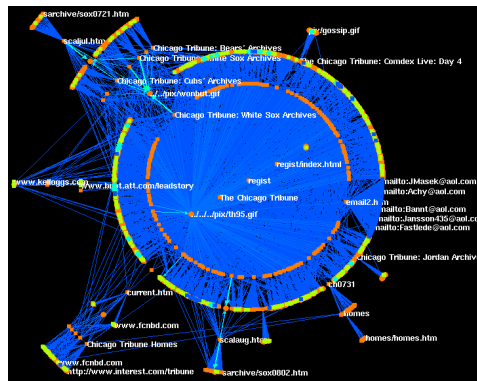 sarchive/sox0721.htm
pix/gossip.gif
scaljul.htm
Chicago Tribune: Bears' Archives
White Sox Archives
The Chicago Tribune: Comdex Live: Day 4
Chicago Tribune: Cubs' Archives
../../pix/wonbut.gif
Chicago Tribune: White Sox Archives
regist/index.html
www.kelloggs.com
www.bnet.att.com/leadstory
regist
mailto:JMasek@aol.com
mailto:Achy@aol.com
The Chicago Tribune
email2.htm
mailto:Bannt@aol.com
../../../pix/th95.gif
mailto:Jansson435@aol.com
mailto:Fastlede@aol.com
Chicago Tribune: Jordan Archive
ch0731
current.htm
homes
www.fcnbd.com
Chicago Tribune Homes
scalaug.htm
homes/homes.htm
www.fcnbd.com
http://www.interest.com/tribune
sarchive/sox0802.htm